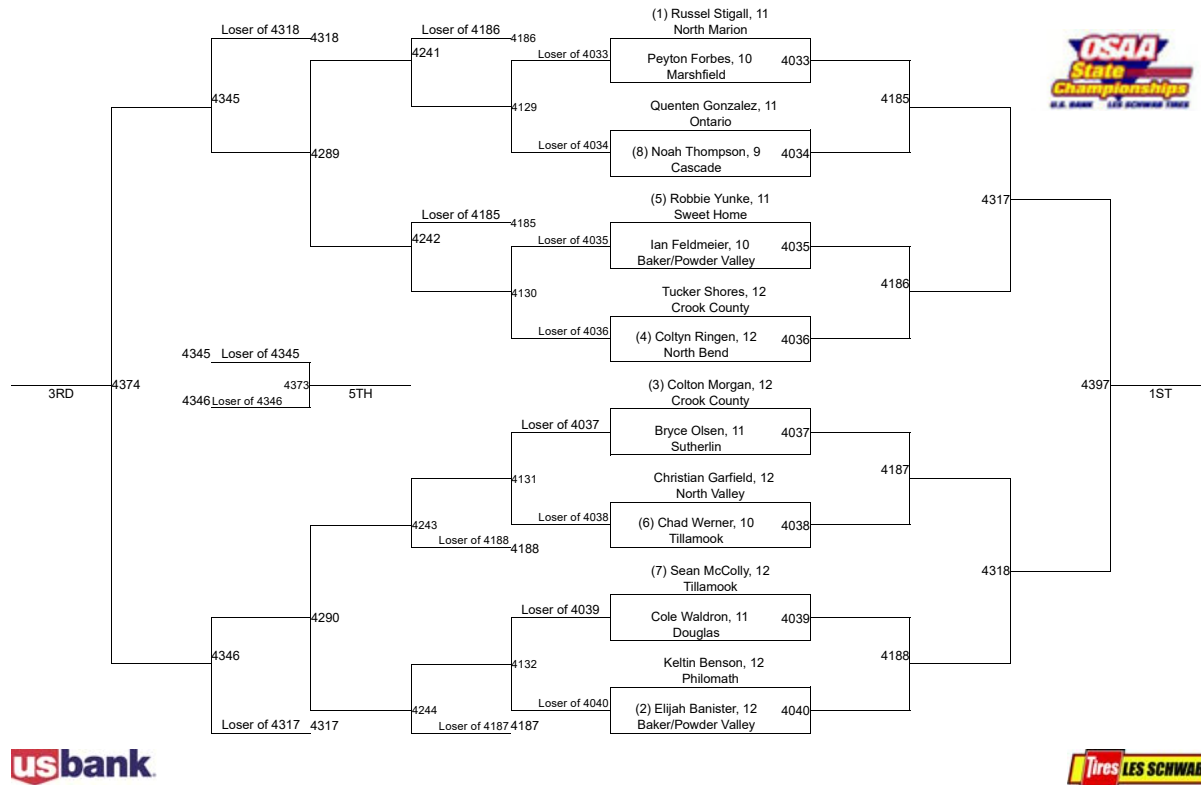 (1) Russel Stigall, 11
North Marion
Loser of 4318 4318
Loser of 4186 4186
4241
Loser of 4033
Peyton Forbes, 10 4033
Marshfield
OSAA
State
Championships
U.S. BANK LES SCHWAB TIRES
4345
4129
Quenten Gonzalez, 11
Ontario
4185
4289
Loser of 4034
(8) Noah Thompson, 9 4034
Cascade
(5) Robbie Yunke, 11
Sweet Home
4317
Loser of 4185 4185
4242
Loser of 4035
Ian Feldmeier, 10 4035
Baker/Powder Valley
4130
Tucker Shores, 12
Crook County
4186
Loser of 4036
(4) Coltyn Ringen, 12 4036
North Bend
4345 Loser of 4345
3RD
4374
4373
5TH
(3) Colton Morgan, 12
Crook County
4397
1ST
4346 Loser of 4346
Loser of 4037
Bryce Olsen, 11 4037
Sutherlin
4131
Christian Garfield, 12
North Valley
4187
4243
Loser of 4038
(6) Chad Werner, 10 4038
Tillamook
Loser of 4188 4188
(7) Sean McColly, 12
Tillamook
4318
4290
Loser of 4039
Cole Waldron, 11 4039
Douglas
4346
4132
Keltin Benson, 12
Philomath
4188
4244
Loser of 4040
(2) Elijah Banister, 12 4040
Baker/Powder Valley
Loser of 4317 4317
Loser of 4187 4187
usbank
Tires LES SCHWAB